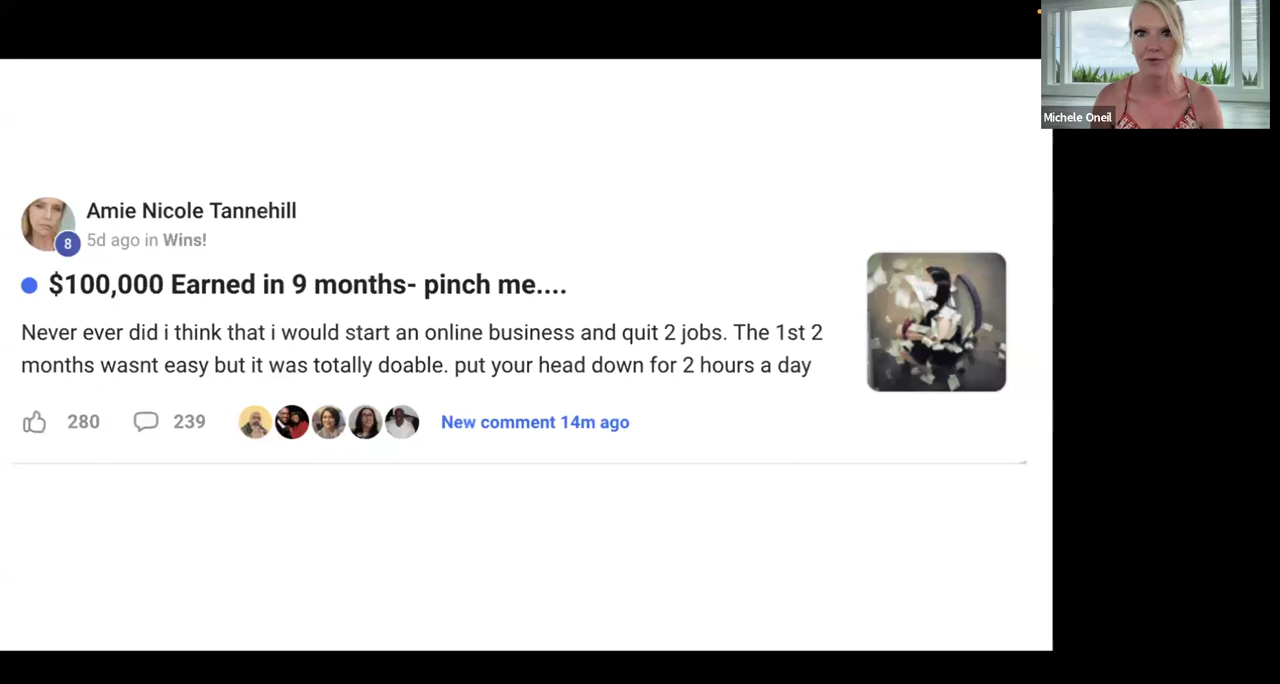 Michele Oneil
Amie Nicole Tannehill
8
5d ago in Wins!
$100,000 Earned in 9 months- pinch me....
Never ever did i think that i would start an online business and quit 2 jobs. The 1st 2
months wasnt easy but it was totally doable. put your head down for 2 hours a day
280 239 New comment 14m ago